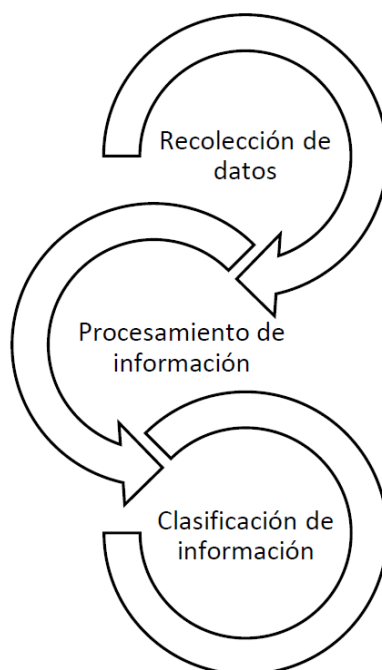 Recolección de
datos
Procesamiento de
información
Clasificación de
información